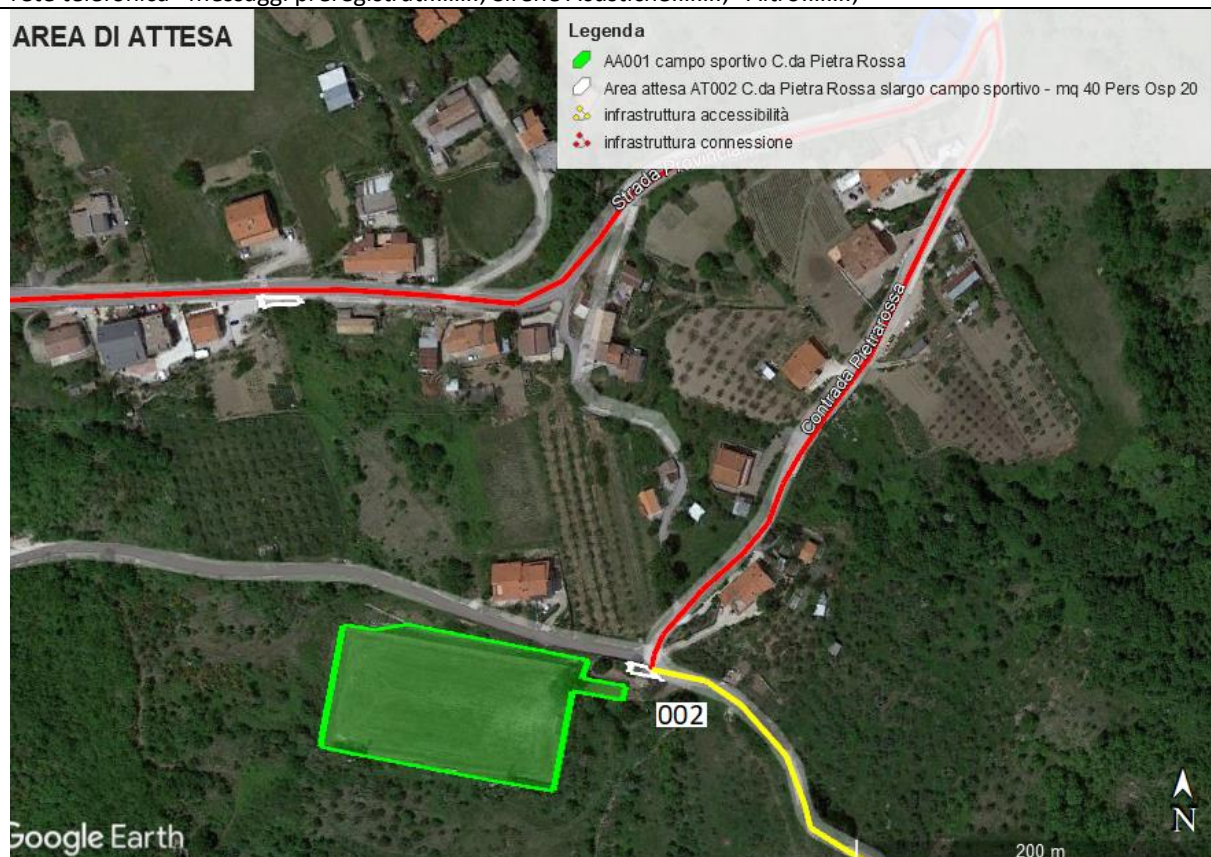 AREA DI ATTESA
Legenda
AA001 campo sportivo C.da Pietra Rossa
Area attesa AT002 C.da Pietra Rossa slargo campo sportivo - mq 40 Pers Osp 20
infrastruttura accessibilità
infrastruttura connessione
Strada Provincial
Contrada Pietrarossa
002
Google Earth
N
200 m